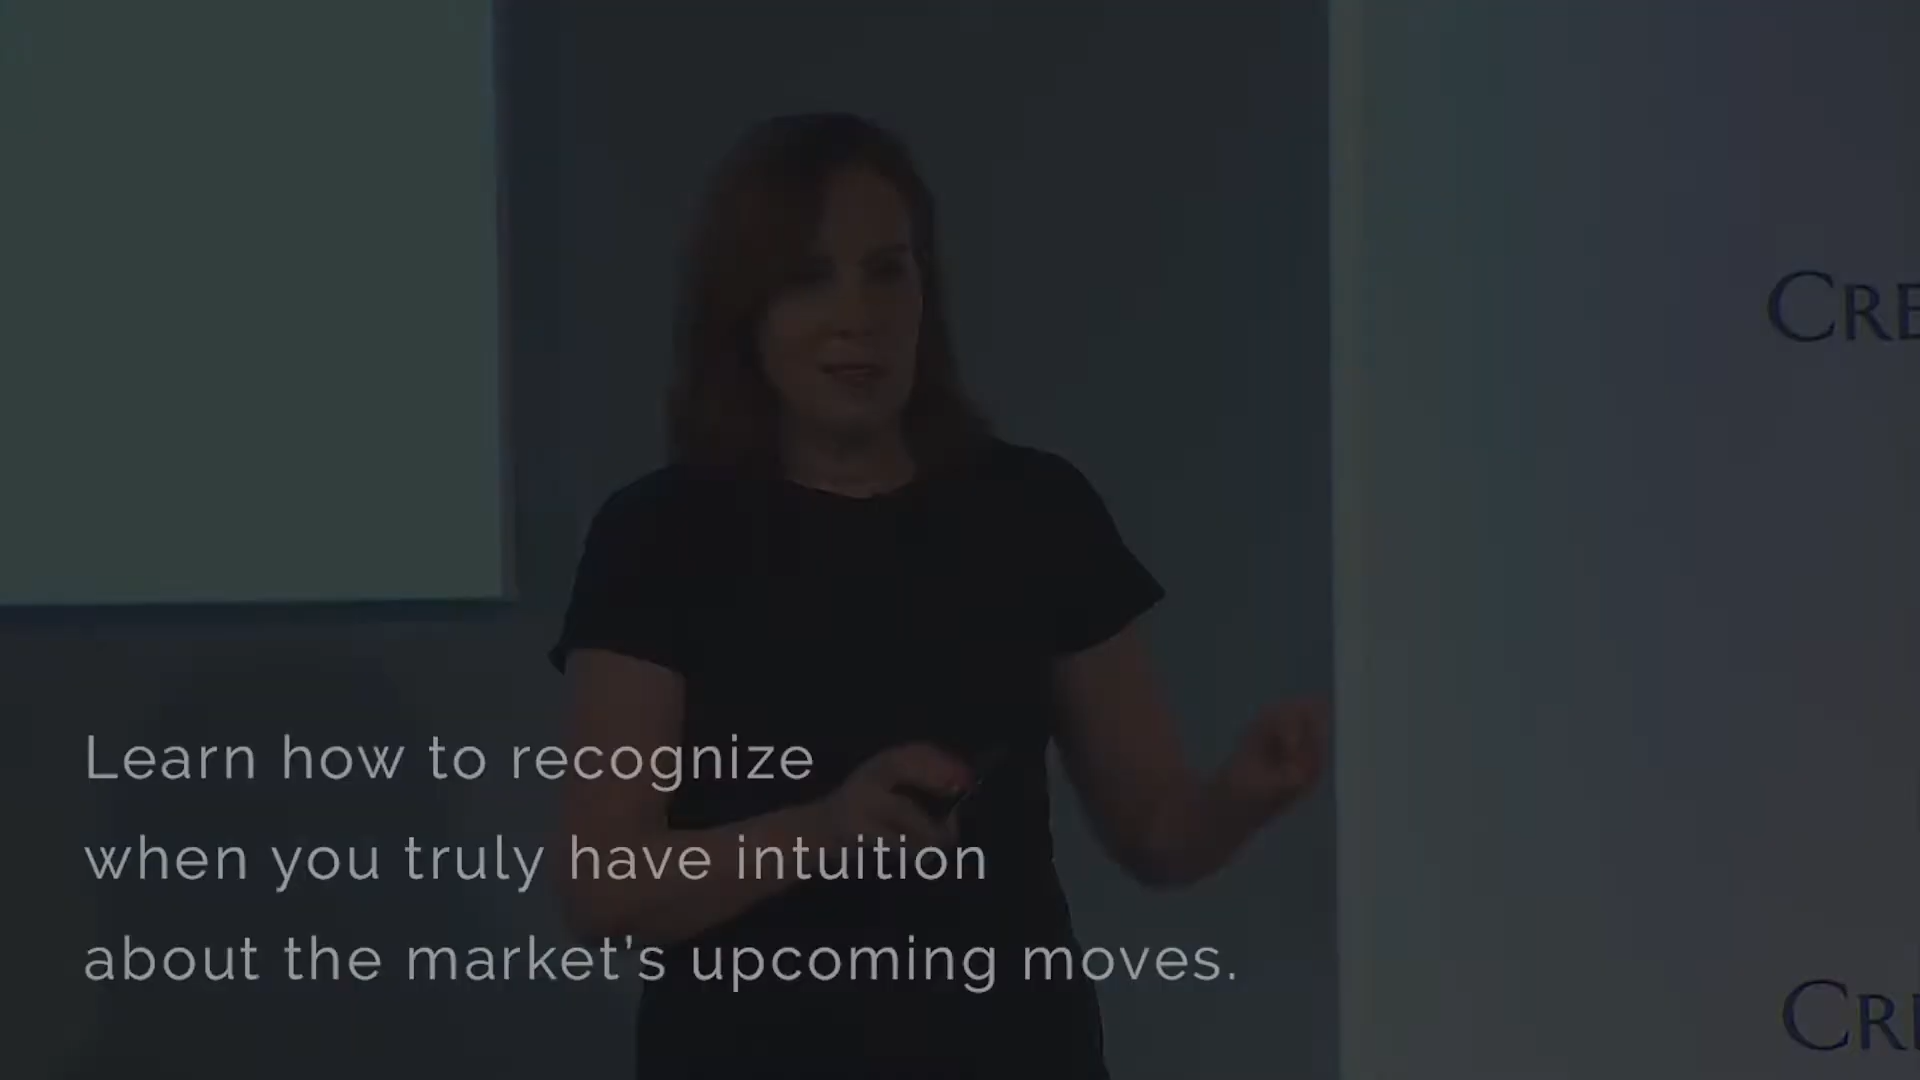 Learn how to recognize
when you truly have intuition
about the market’s upcoming moves.